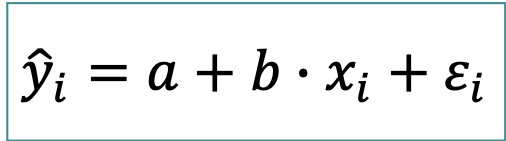 ŷᵢ = a + b · xᵢ + εᵢ